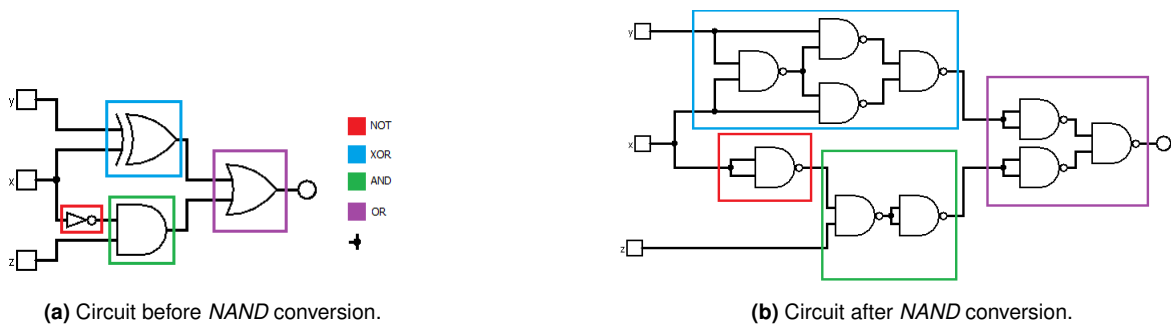 y
x
z
NOT
XOR
AND
OR
(a) Circuit before NAND conversion.
y
x
z
(b) Circuit after NAND conversion.